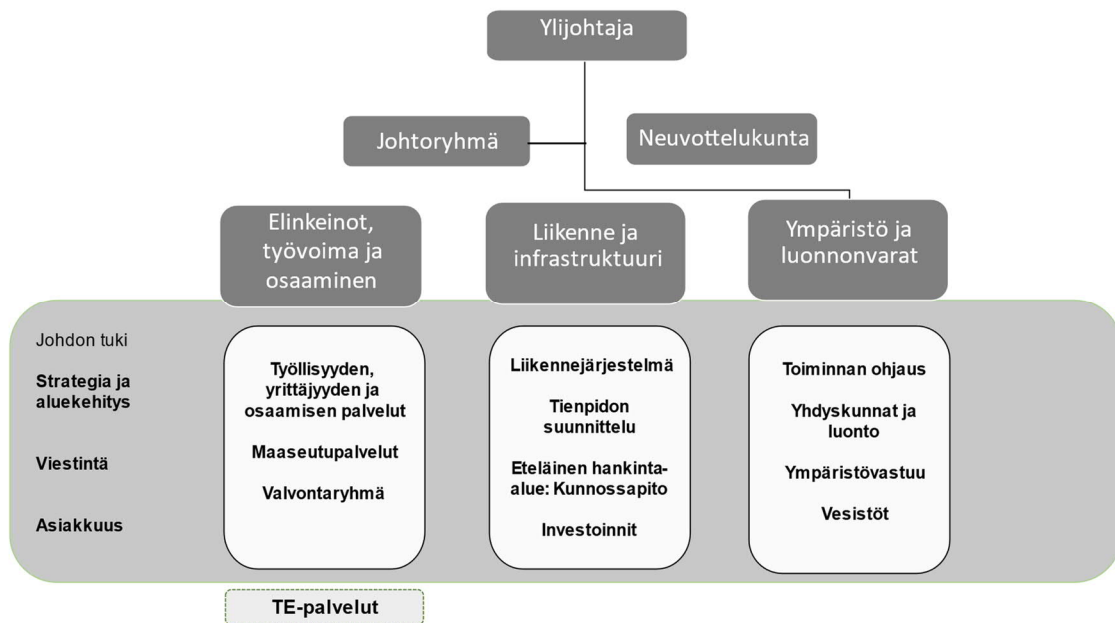 Ylijohtaja
Johtoryhmä
Neuvottelukunta
Elinkeinot,
työvoima ja
osaaminen
Liikenne ja
infrastruktuuri
Ympäristö ja
luonnonvarat
Johdon tuki
Strategia ja
aluekehitys
Viestintä
Asiakkuus
Työllisyyden,
yrittäjyyden ja
osaamisen palvelut
Maaseutupalvelut
Valvontaryhmä
Liikennejärjestelmä
Tienpidon
suunnittelu
Eteläinen hankinta-
alue: Kunnossapito
Investoinnit
Toiminnan ohjaus
Yhdyskunnat ja
luonto
Ympäristövastuu
Vesistöt
TE-palvelut